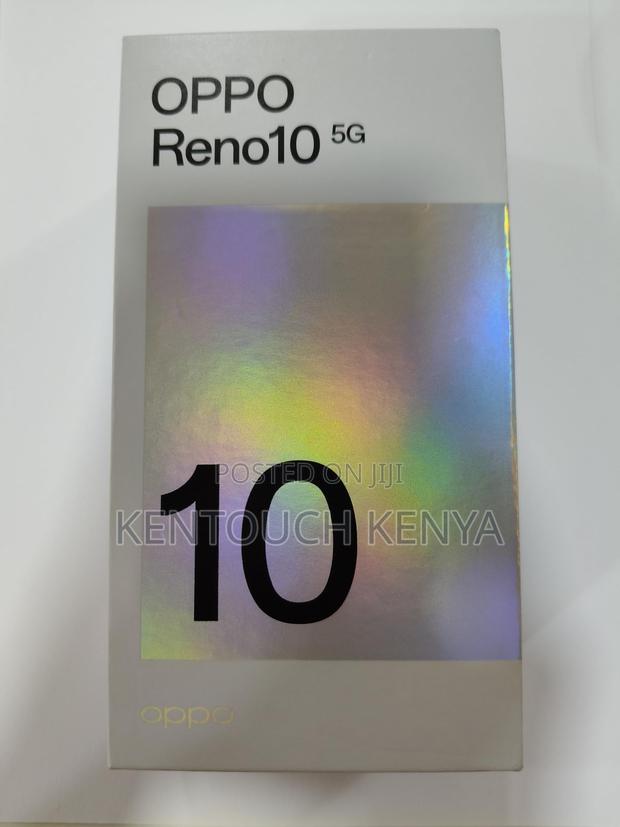 OPPO
Reno10 5G
POSTED ON JIJI
10
KENTOUCH KENYA
oppo